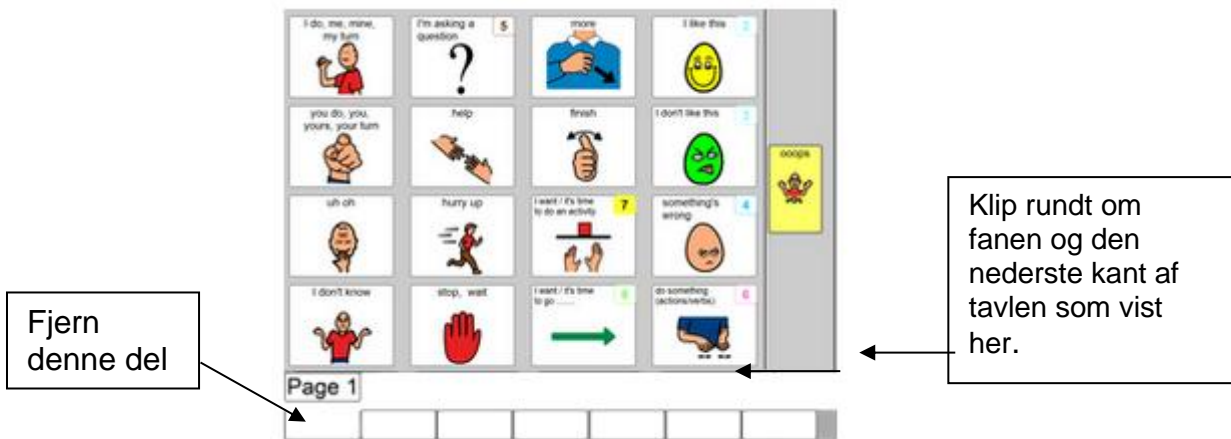 I do, me, mine,
my turn
I'm asking a
question
5
more
I like this
2
you do, you,
yours, your turn
help
finish
I don't like this
3
ooops
uh oh
hurry up
I want / it's time
to do an activity
7
something's
wrong
4
I don't know
stop, wait
I want / it's time
to go ......
8
do something
(actions/verbs)
6
Page 1
Fjern
denne del
Klip rundt om
fanen og den
nederste kant af
tavlen som vist
her.